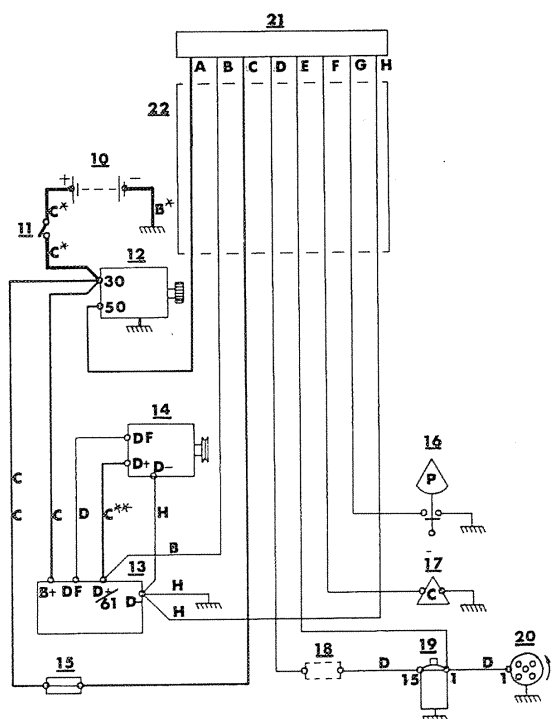 21
A B C D E F G H
22
10
+ −
C*
B*
11
C*
12
30
50
14
DF
D+ D−
16
P
C C D C** H
C
B
13
17
B+ DF D+/61 D−
H
H
C
15
18
19
20
D D
15 1 1